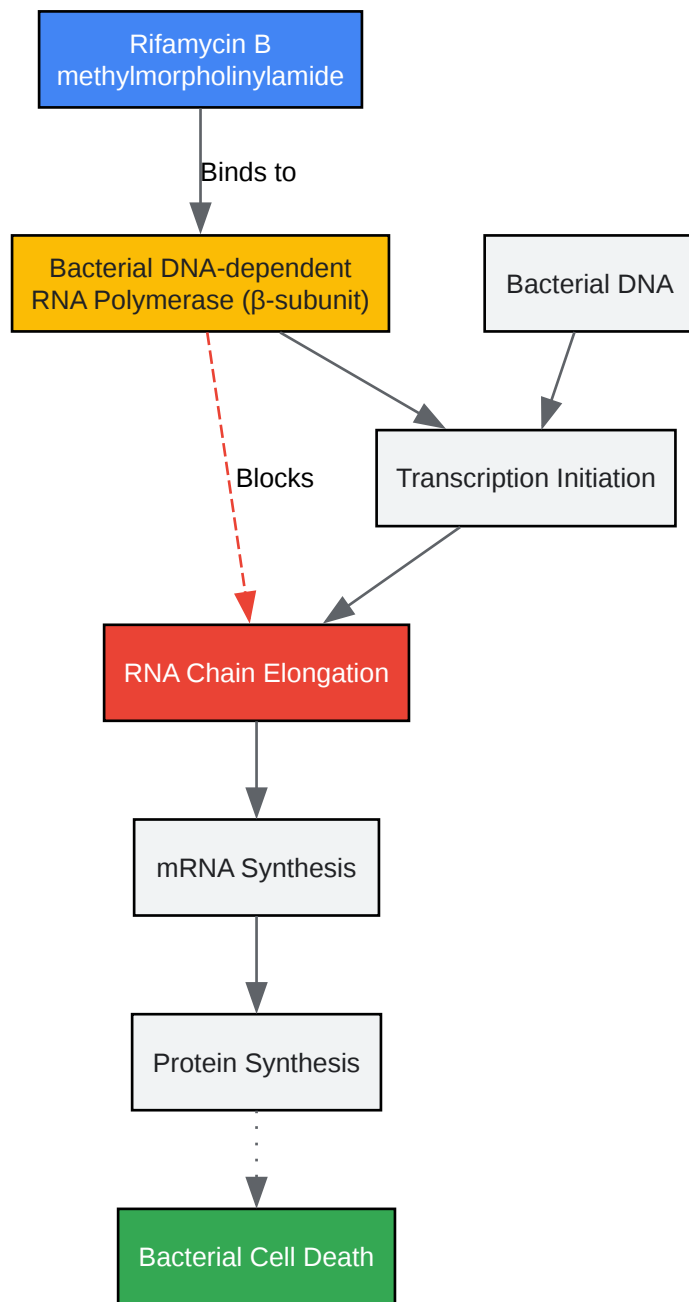 Rifamycin B
methylmorpholinylamide
Binds to
Bacterial DNA-dependent
RNA Polymerase (β-subunit)
Bacterial DNA
Blocks
Transcription Initiation
RNA Chain Elongation
mRNA Synthesis
Protein Synthesis
Bacterial Cell Death